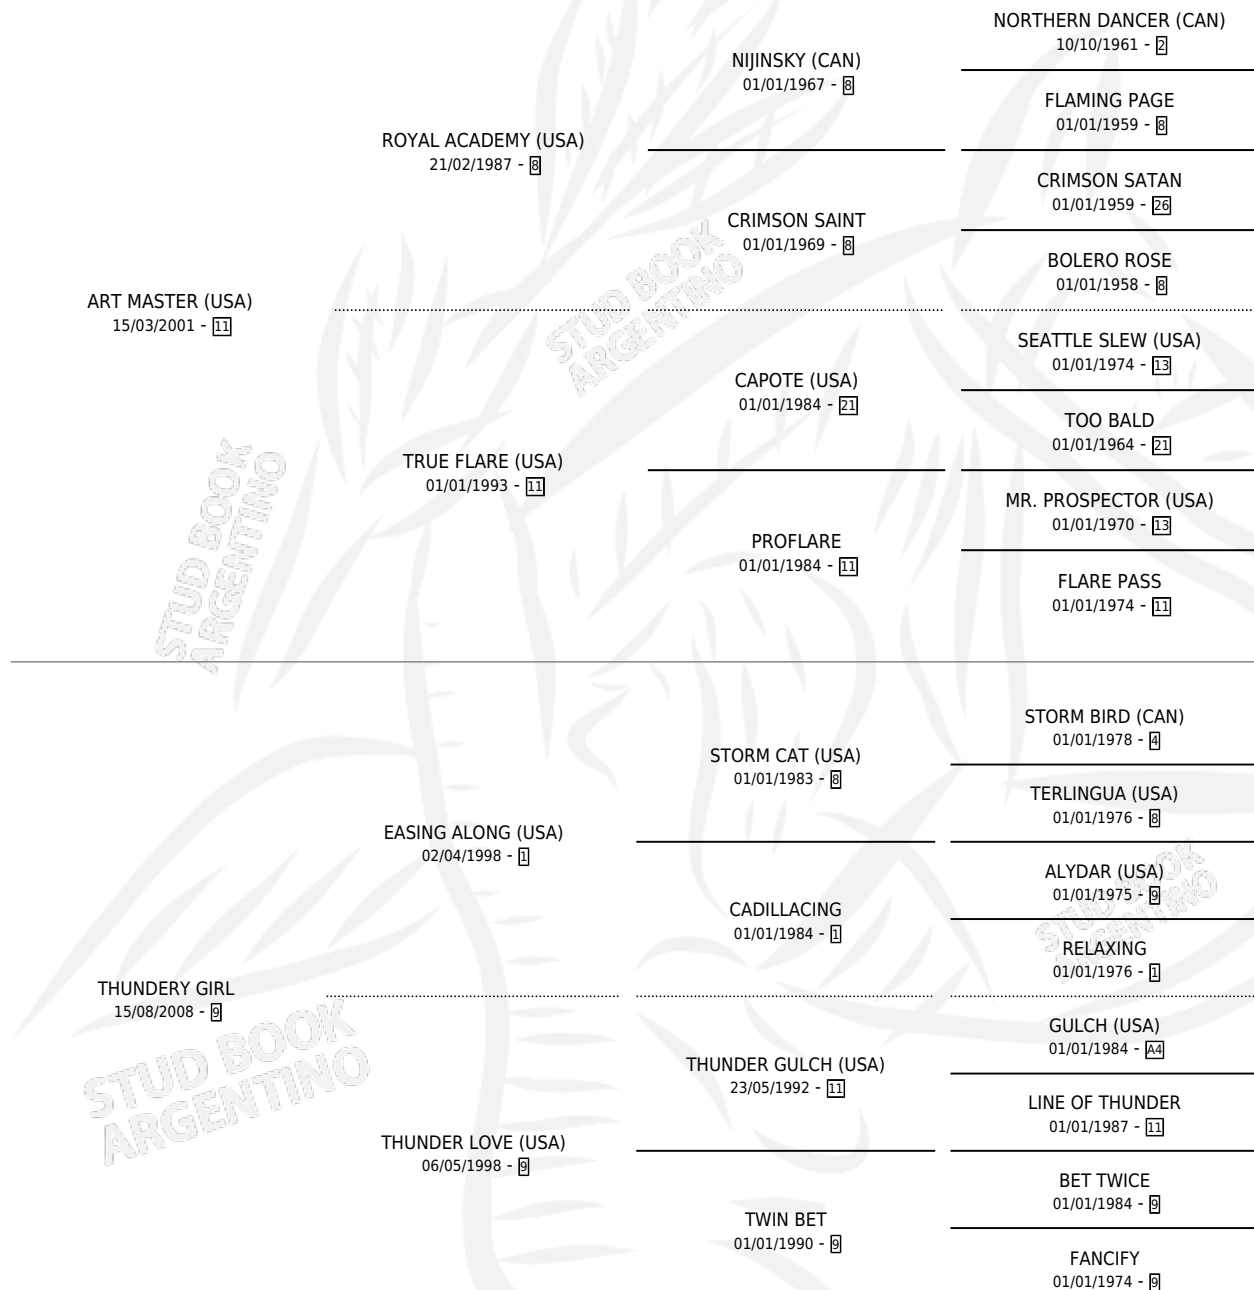 NORTHERN DANCER (CAN)
10/10/1961 - 2
NIJINSKY (CAN)
01/01/1967 - 8
FLAMING PAGE
01/01/1959 - 8
ROYAL ACADEMY (USA)
21/02/1987 - 8
CRIMSON SATAN
01/01/1959 - 26
CRIMSON SAINT
01/01/1969 - 8
BOLERO ROSE
01/01/1958 - 8
ART MASTER (USA)
15/03/2001 - 11
SEATTLE SLEW (USA)
01/01/1974 - 13
CAPOTE (USA)
01/01/1984 - 21
TOO BALD
01/01/1964 - 21
TRUE FLARE (USA)
01/01/1993 - 11
MR. PROSPECTOR (USA)
01/01/1970 - 13
PROFLARE
01/01/1984 - 11
FLARE PASS
01/01/1974 - 11
STORM BIRD (CAN)
01/01/1978 - 4
STORM CAT (USA)
01/01/1983 - 8
TERLINGUA (USA)
01/01/1976 - 8
EASING ALONG (USA)
02/04/1998 - 1
ALYDAR (USA)
01/01/1975 - 9
CADILLACING
01/01/1984 - 1
RELAXING
01/01/1976 - 1
THUNDERY GIRL
15/08/2008 - 9
GULCH (USA)
01/01/1984 - A4
THUNDER GULCH (USA)
23/05/1992 - 11
LINE OF THUNDER
01/01/1987 - 11
THUNDER LOVE (USA)
06/05/1998 - 9
BET TWICE
01/01/1984 - 9
TWIN BET
01/01/1990 - 9
FANCIFY
01/01/1974 - 9
STUD BOOK
ARGENTINO
STUD BOOK
ARGENTINO
STUD BOOK
ARGENTINO
STUD BOOK
ARGENTINO